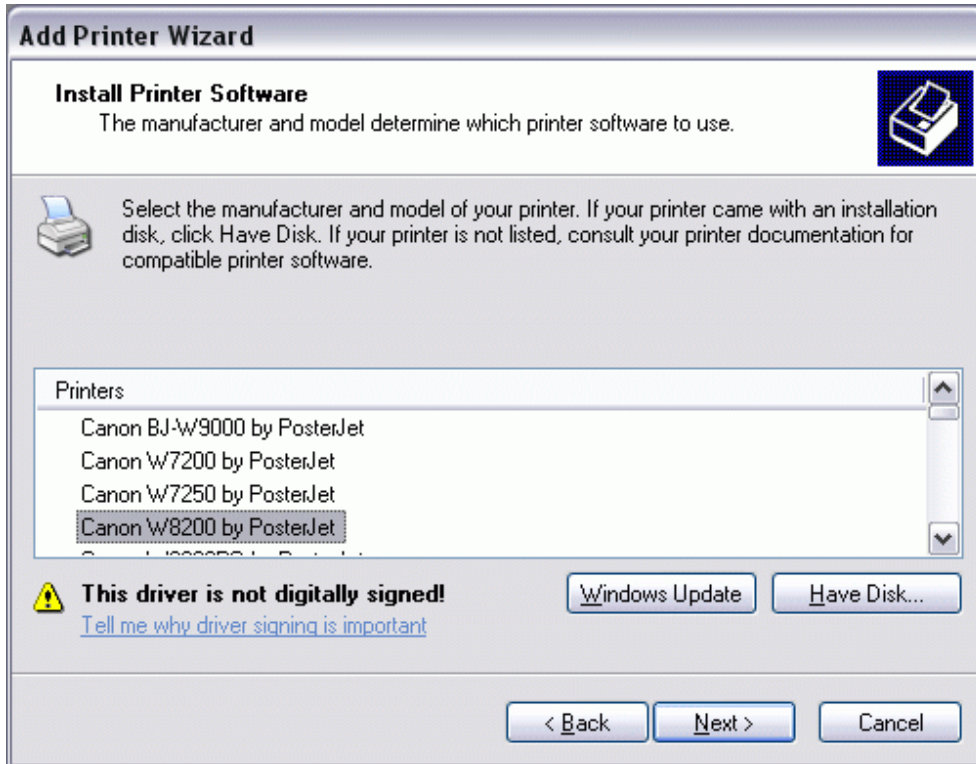 Add Printer Wizard
Install Printer Software
The manufacturer and model determine which printer software to use.
Select the manufacturer and model of your printer. If your printer came with an installation
disk, click Have Disk. If your printer is not listed, consult your printer documentation for
compatible printer software.
Printers
Canon BJ-W9000 by PosterJet
Canon W7200 by PosterJet
Canon W7250 by PosterJet
Canon W8200 by PosterJet
This driver is not digitally signed!
Windows Update
Have Disk...
Tell me why driver signing is important
< Back
Next >
Cancel